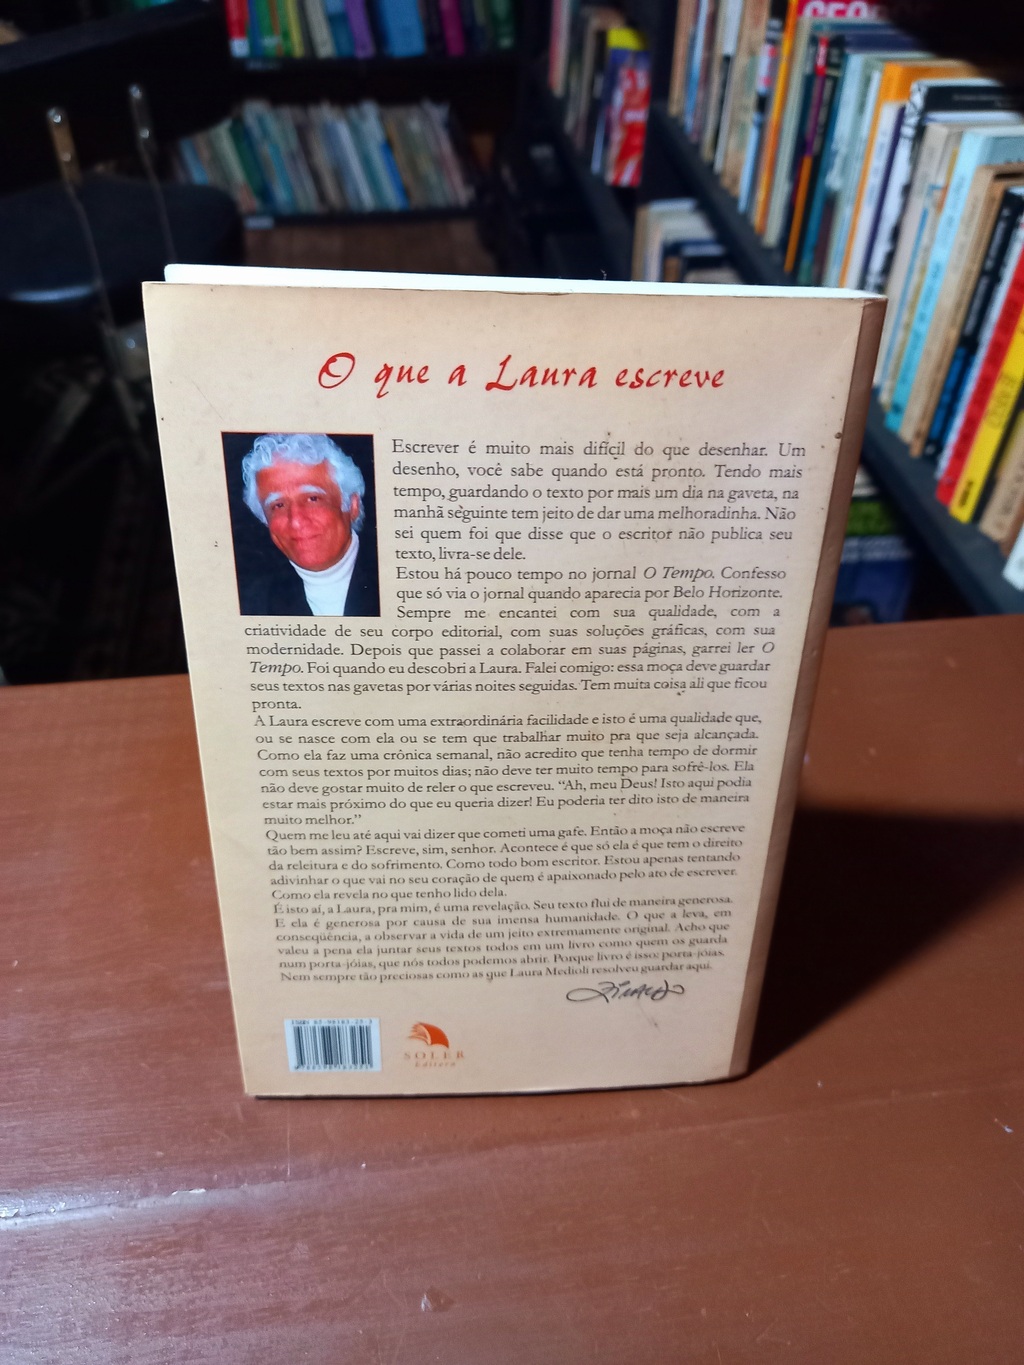 O que a Laura escreve
Escrever é muito mais difícil do que desenhar. Um
desenho, você sabe quando está pronto. Tendo mais
tempo, guardando o texto por mais um dia na gaveta, na
manhã seguinte tem jeito de dar uma melhoradinha. Não
sei quem foi que disse que o escritor não publica seu
texto, livra-se dele.
Estou há pouco tempo no jornal O Tempo. Confesso
que só via o jornal quando aparecia por Belo Horizonte.
Sempre me encantei com sua qualidade, com a
criatividade de seu corpo editorial, com suas soluções gráficas, com sua
modernidade. Depois que passei a colaborar em suas páginas, garrei ler O
Tempo. Foi quando eu descobri a Laura. Falei comigo: essa moça deve guardar
seus textos nas gavetas por várias noites seguidas. Tem muita coisa ali que ficou
pronta.
A Laura escreve com uma extraordinária facilidade e isto é uma qualidade que,
ou se nasce com ela ou se tem que trabalhar muito pra que seja alcançada.
Como ela faz uma crônica semanal, não acredito que tenha tempo de dormir
com seus textos por muitos dias; não deve ter muito tempo para sofrê-los. Ela
não deve gostar muito de reler o que escreveu. “Ah, meu Deus! Isto aqui podia
estar mais próximo do que eu queria dizer! Eu poderia ter dito isto de maneira
muito melhor.”
Quem me leu até aqui vai dizer que cometi uma gafe. Então a moça não escreve
tão bem assim? Escreve, sim, senhor. Acontece é que só ela é que tem o direito
da releitura e do sofrimento. Como todo bom escritor. Estou apenas tentando
adivinhar o que vai no seu coração de quem é apaixonado pelo ato de escrever.
Como ela revela no que tenho lido dela.
É isto aí, a Laura, pra mim, é uma revelação. Seu texto flui de maneira generosa.
E ela é generosa por causa de sua imensa humanidade. O que a leva, em
conseqüência, a observar a vida de um jeito extremamente original. Acho que
valeu a pena ela juntar seus textos todos em um livro como quem os guarda
num porta-jóias, que nós todos podemos abrir. Porque livro é isso: porta-jóias.
Nem sempre tão preciosas como as que Laura Medioli resolveu guardar aqui.
SOLER
Editora